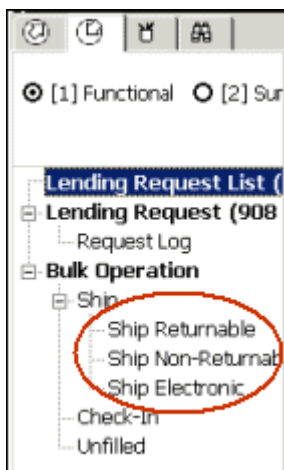 [1] Functional [2] Sur
Lending Request List (
Lending Request (908
Request Log
Bulk Operation
Ship
Ship Returnable
Ship Non-Returnab
Ship Electronic
Check-In
Unfilled